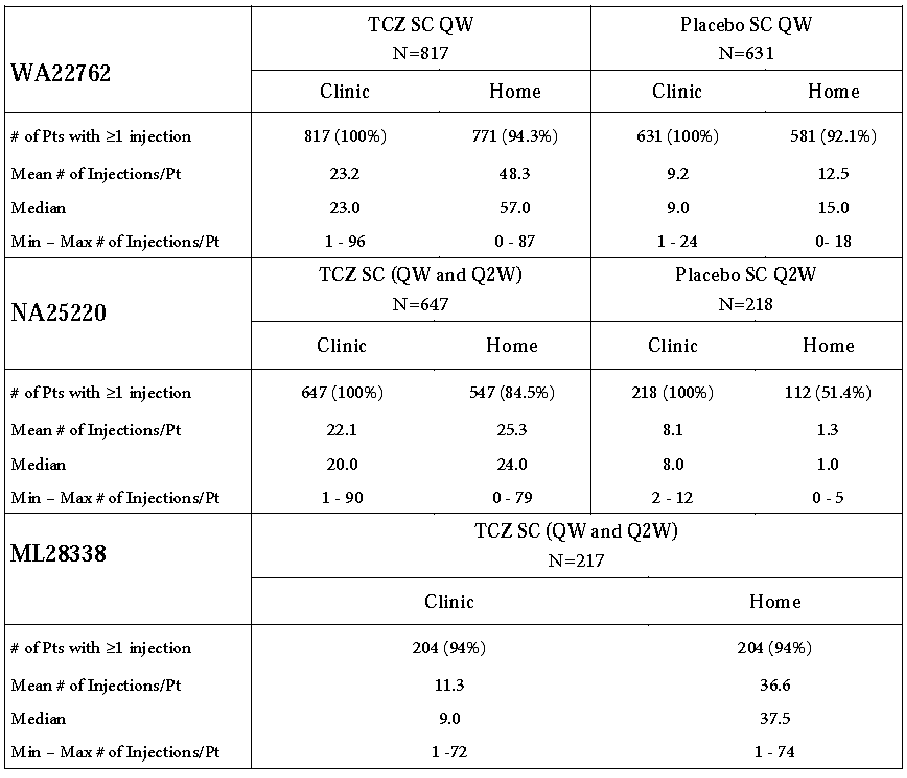 TCZ SC QW Placebo SC QW
N=817 N=631
WA22762
Clinic Home Clinic Home
# of Pts with ≥1 injection 817 (100%) 771 (94.3%) 631 (100%) 581 (92.1%)
Mean # of Injections/Pt 23.2 48.3 9.2 12.5
Median 23.0 57.0 9.0 15.0
Min – Max # of Injections/Pt 1 - 96 0 - 87 1 - 24 0- 18
TCZ SC (QW and Q2W) Placebo SC Q2W
NA25220 N=647 N=218
Clinic Home Clinic Home
# of Pts with ≥1 injection 647 (100%) 547 (84.5%) 218 (100%) 112 (51.4%)
Mean # of Injections/Pt 22.1 25.3 8.1 1.3
Median 20.0 24.0 8.0 1.0
Min – Max # of Injections/Pt 1 - 90 0 - 79 2 - 12 0 - 5
TCZ SC (QW and Q2W)
ML28338 N=217
Clinic Home
# of Pts with ≥1 injection 204 (94%) 204 (94%)
Mean # of Injections/Pt 11.3 36.6
Median 9.0 37.5
Min – Max # of Injections/Pt 1 -72 1 - 74